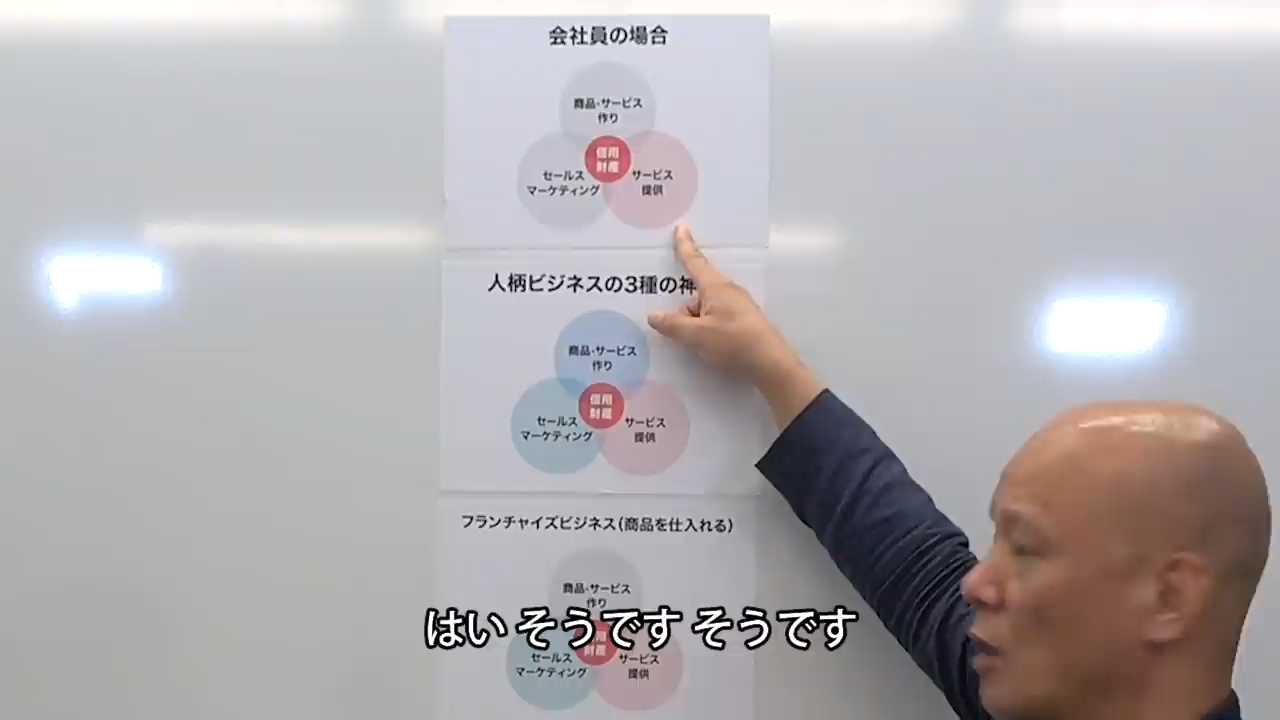 会社員の場合
商品・サービス
作り
信用
財産
セールス
マーケティング
サービス
提供
人柄ビジネスの3種の神
商品・サービス
作り
信用
財産
セールス
マーケティング
サービス
提供
フランチャイズビジネス(商品を仕入れる)
商品・サービス
作り
はい そうです そうです
財産
セールス
マーケティング
サービス
提供